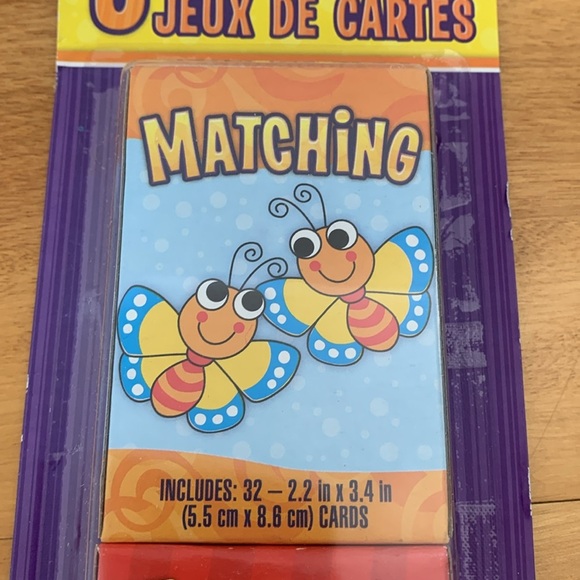 JEUX DE CARTES
MATCHiNG
INCLUDES: 32 – 2.2 in x 3.4 in
(5.5 cm x 8.6 cm) CARDS